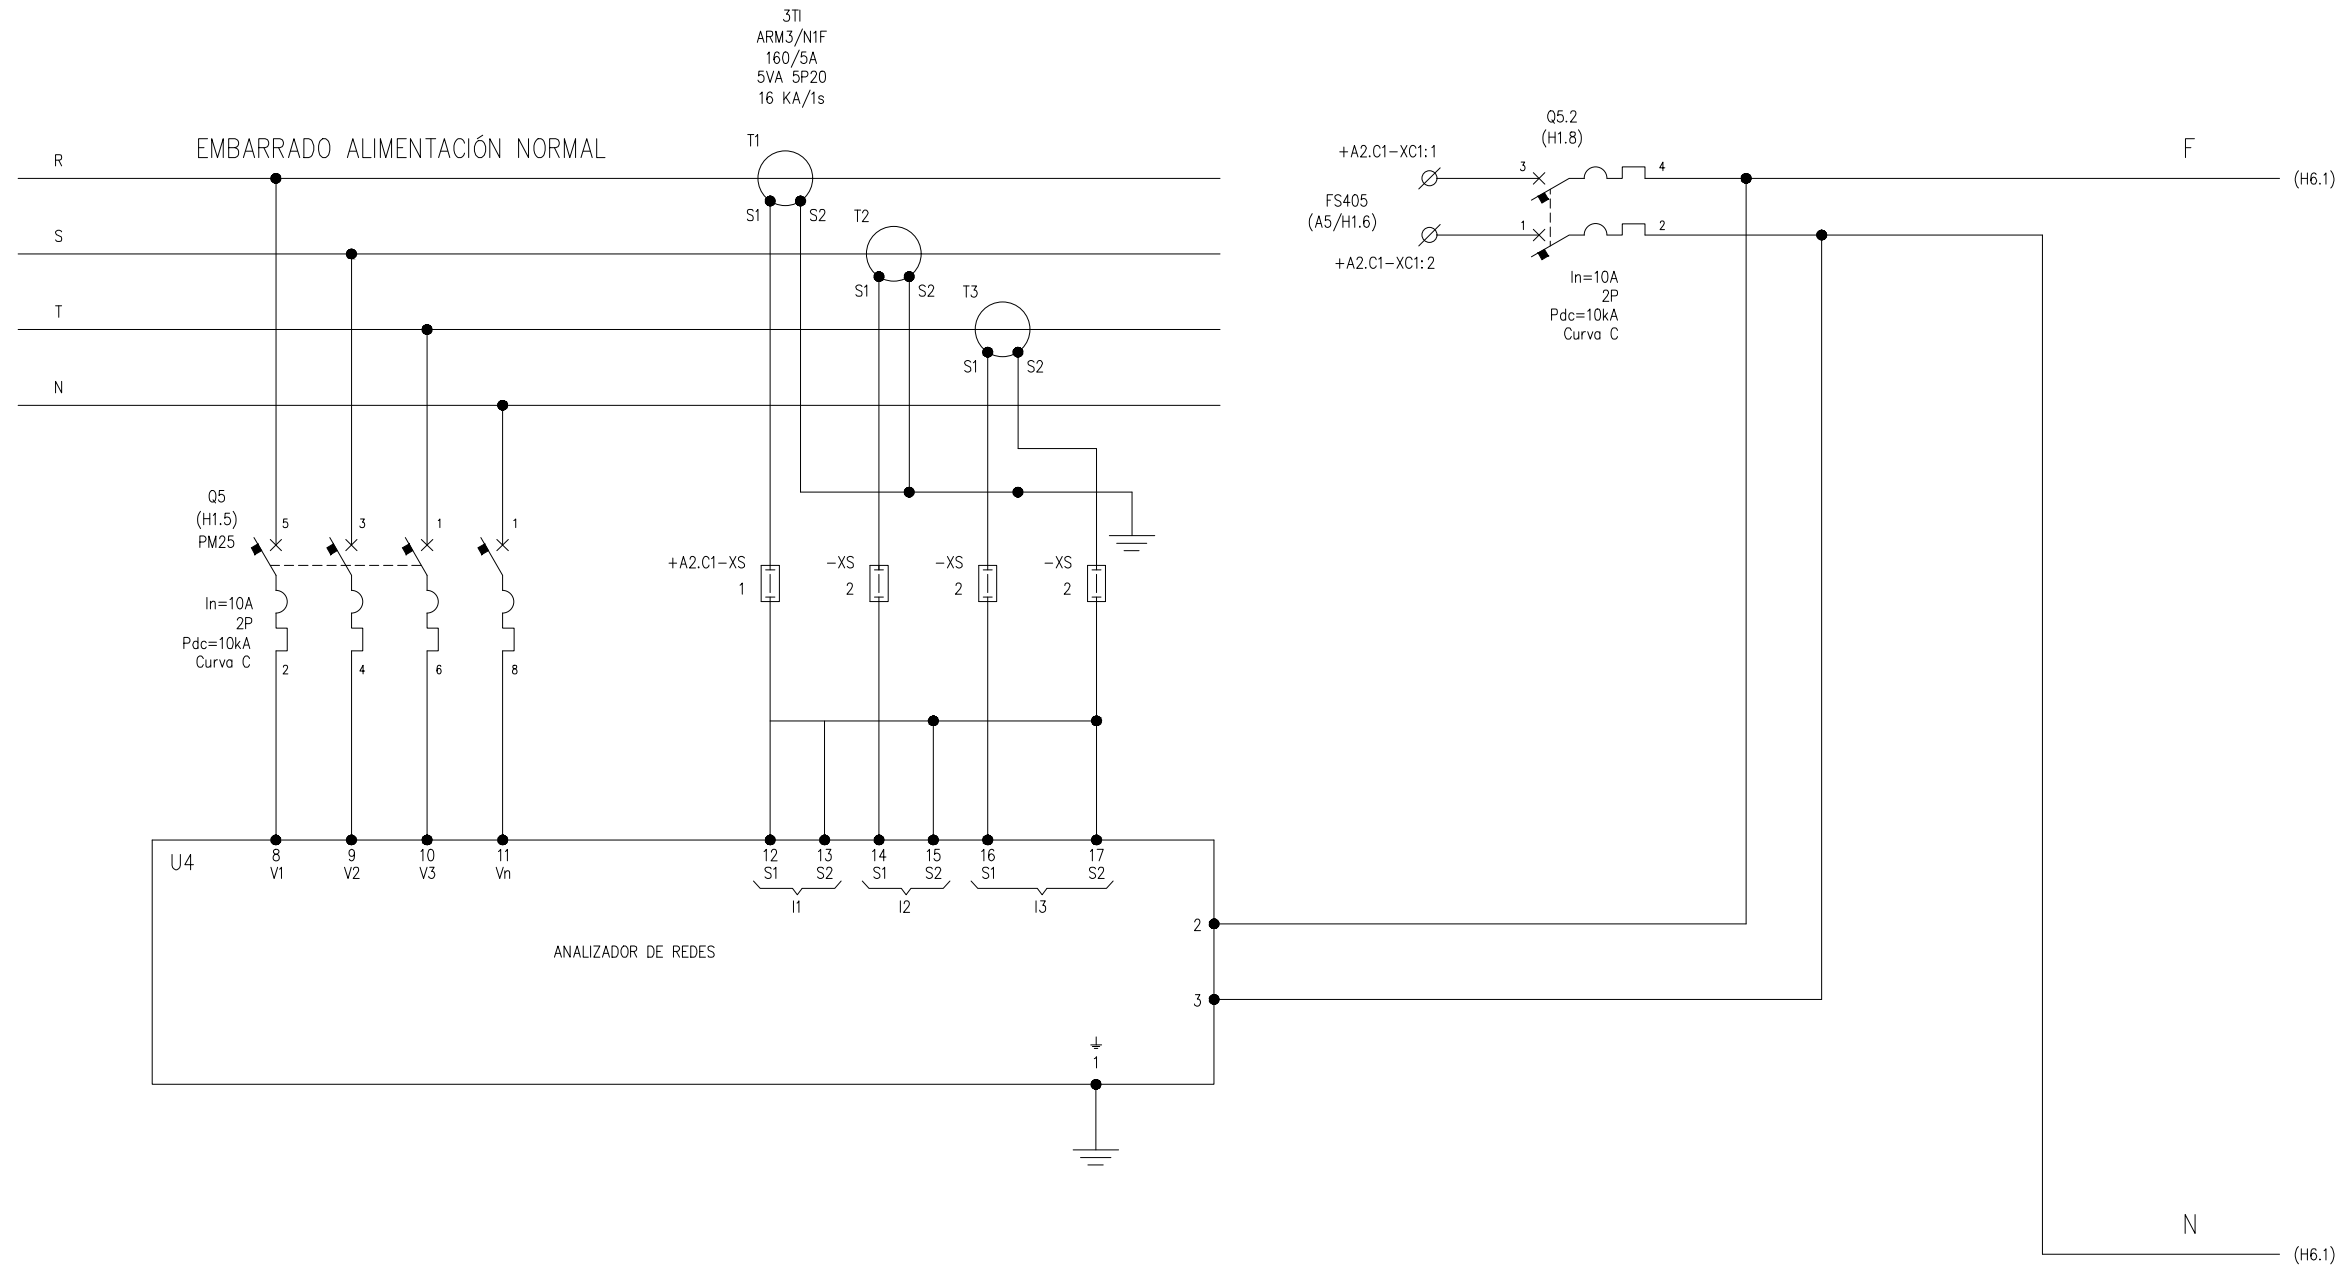 3TI
ARM3/N1F
160/5A
5VA 5P20
16 KA/1s
EMBARRADO ALIMENTACIÓN NORMAL
R
S
T
N
T1
S1
S2
T2
S1
S2
T3
S1
S2
Q5.2
(H1.8)
+A2.C1-XC1:1
3
4
FS405
(A5/H1.6)
1
2
+A2.C1-XC1:2
In=10A
2P
Pdc=10kA
Curva C
F
(H6.1)
Q5
(H1.5)
PM25
5
3
1
1
In=10A
2P
Pdc=10kA
Curva C
2
4
6
8
+A2.C1-XS
1
-XS
2
-XS
2
-XS
2
U4
8
V1
9
V2
10
V3
11
Vn
12
S1
13
S2
14
S1
15
S2
16
S1
17
S2
I1
I2
I3
2
3
ANALIZADOR DE REDES
1
N
(H6.1)